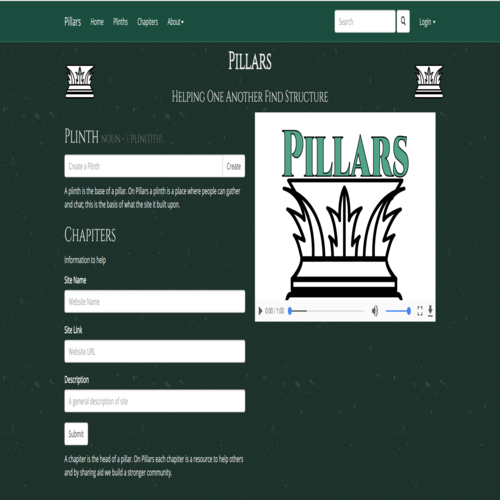 Pillars Home Plinths Chapiters About Search Login
Pillars
Helping One Another Find Structure
Plinth noun - \ˈplin(t)th\
Create a Plinth Create
A plinth is the base of a pillar. On Pillars a plinth is a place where people can gather
and chat; this is the basis of what the site it built upon.
Chapiters
Information to help
Site Name
Website Name
Site Link
Website URL
Description
A general description of site
Submit
A chapiter is the head of a pillar. On Pillars each chapiter is a resource to help others
and by sharing aid we build a stronger community.
PILLARS
0:00 / 1:00